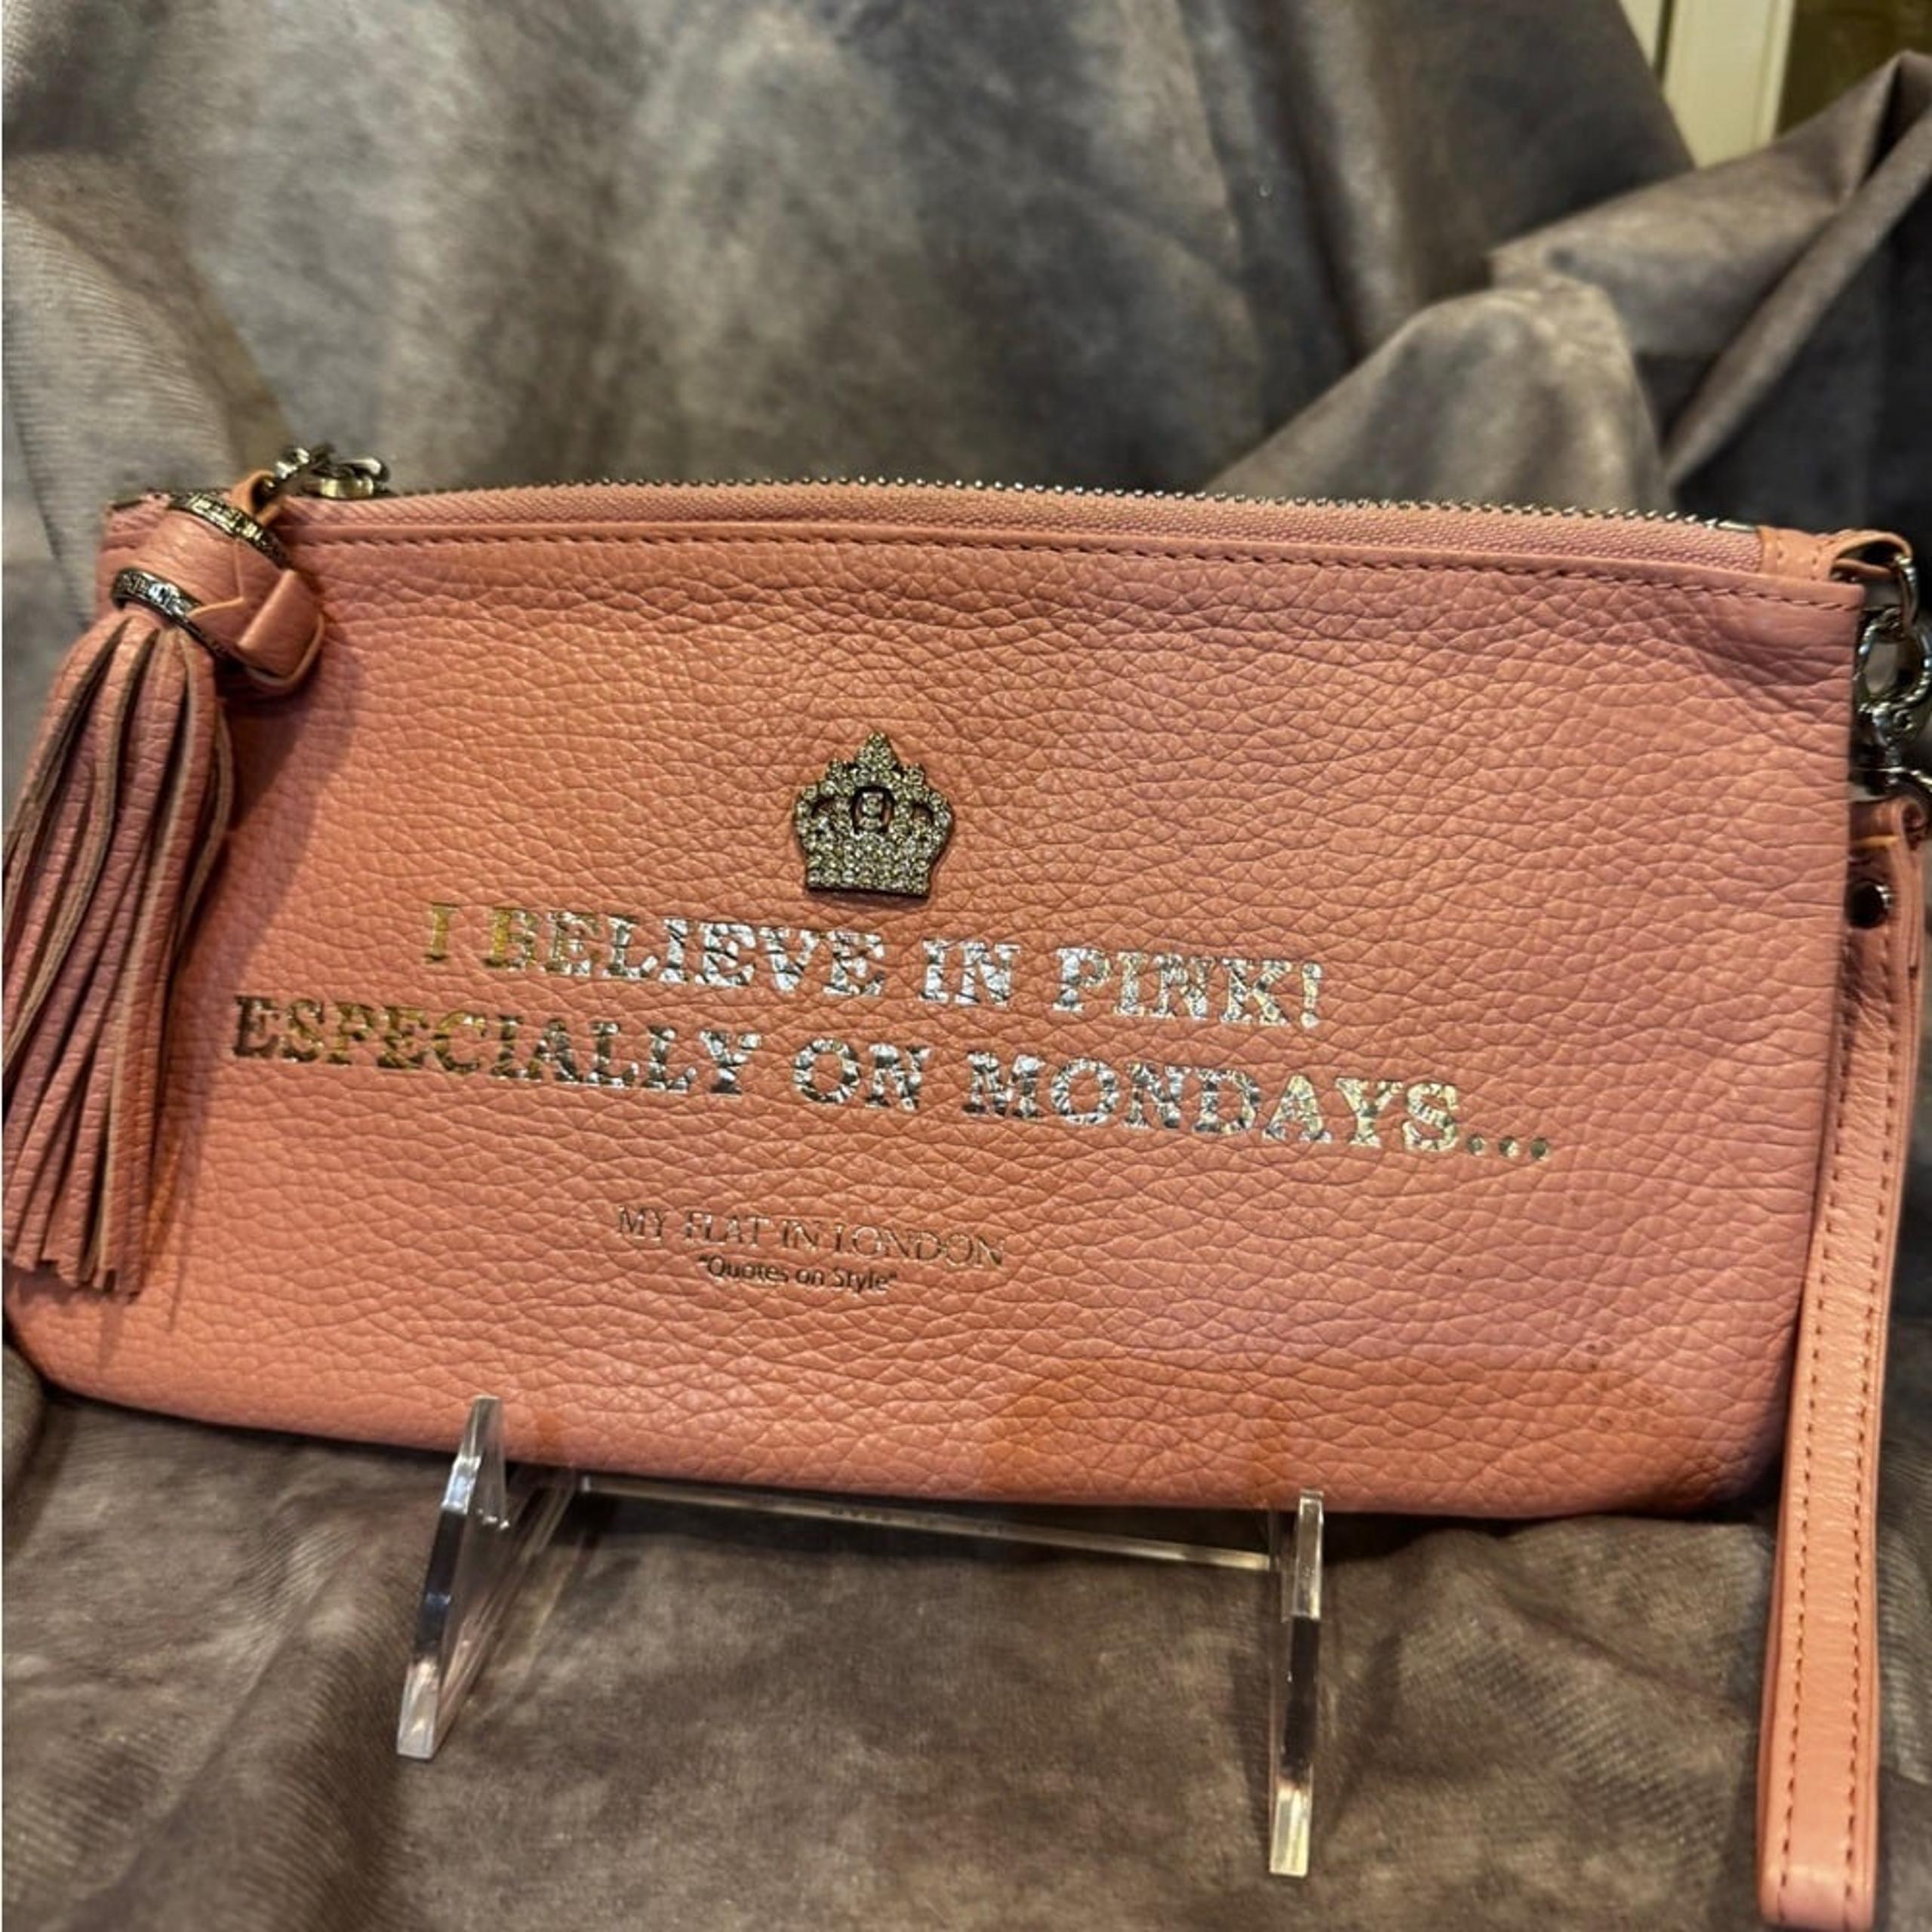 I BELIEVE IN PINK!
ESPECIALLY ON MONDAYS...
MY FLAT IN LONDON
"Quotes on Style"